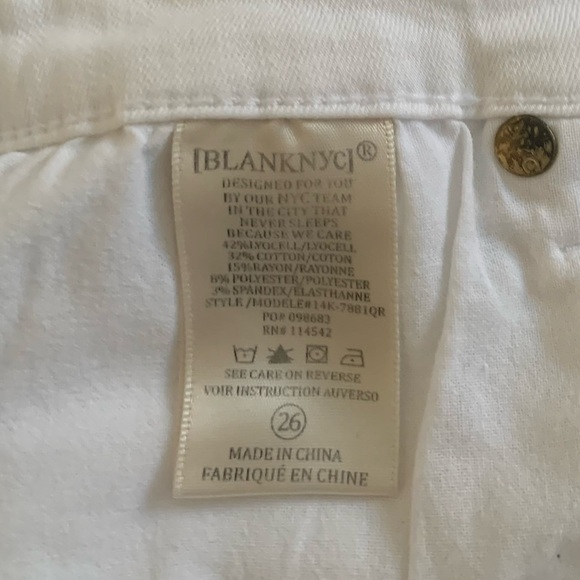 [BLANKNYC]®
DESIGNED FOR YOU
BY OUR NYC TEAM
IN THE CITY THAT
NEVER SLEEPS
BECAUSE WE CARE
42%LYOCELL/LYOCELL
32% COTTON/COTON
15%RAYON/RAYONNE
8% POLYESTER/POLYESTER
3% SPANDEX/ÉLASTHANNE
STYLE/MODELE#14K-7881QR
PO# 098683
RN# 114542
SEE CARE ON REVERSE
VOIR INSTRUCTION AUVERSO
26
MADE IN CHINA
FABRIQUÉ EN CHINE